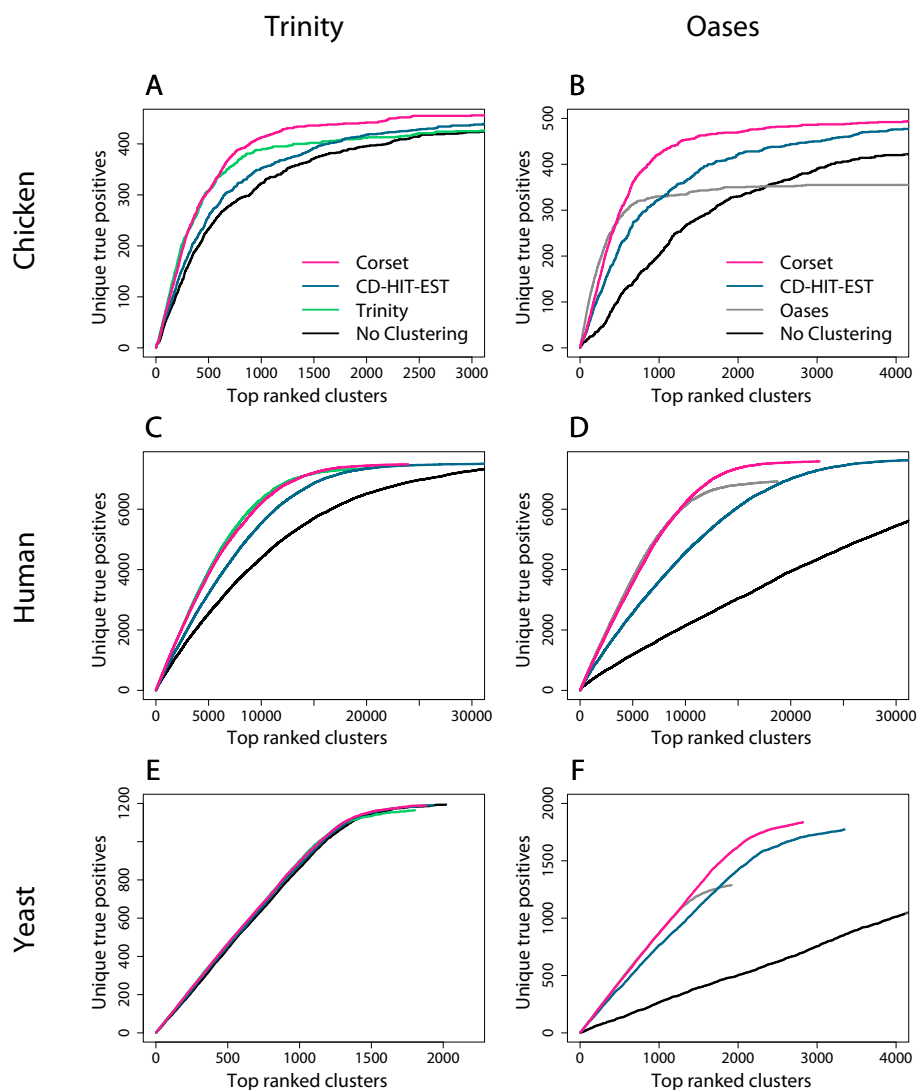 Trinity
Oases
Chicken
A
Unique true positives
0
100
200
300
400
Corset
CD-HIT-EST
Trinity
No Clustering
0
500
1000
1500
2000
2500
3000
Top ranked clusters
B
Unique true positives
0
100
200
300
400
500
Corset
CD-HIT-EST
Oases
No Clustering
0
1000
2000
3000
4000
Top ranked clusters
Human
C
Unique true positives
0
2000
4000
6000
0
5000
10000
20000
30000
Top ranked clusters
D
Unique true positives
0
2000
4000
6000
0
5000
10000
20000
30000
Top ranked clusters
Yeast
E
Unique true positives
0
200
400
600
800
1200
0
500
1000
1500
2000
Top ranked clusters
F
Unique true positives
0
500
1000
1500
2000
0
1000
2000
3000
4000
Top ranked clusters